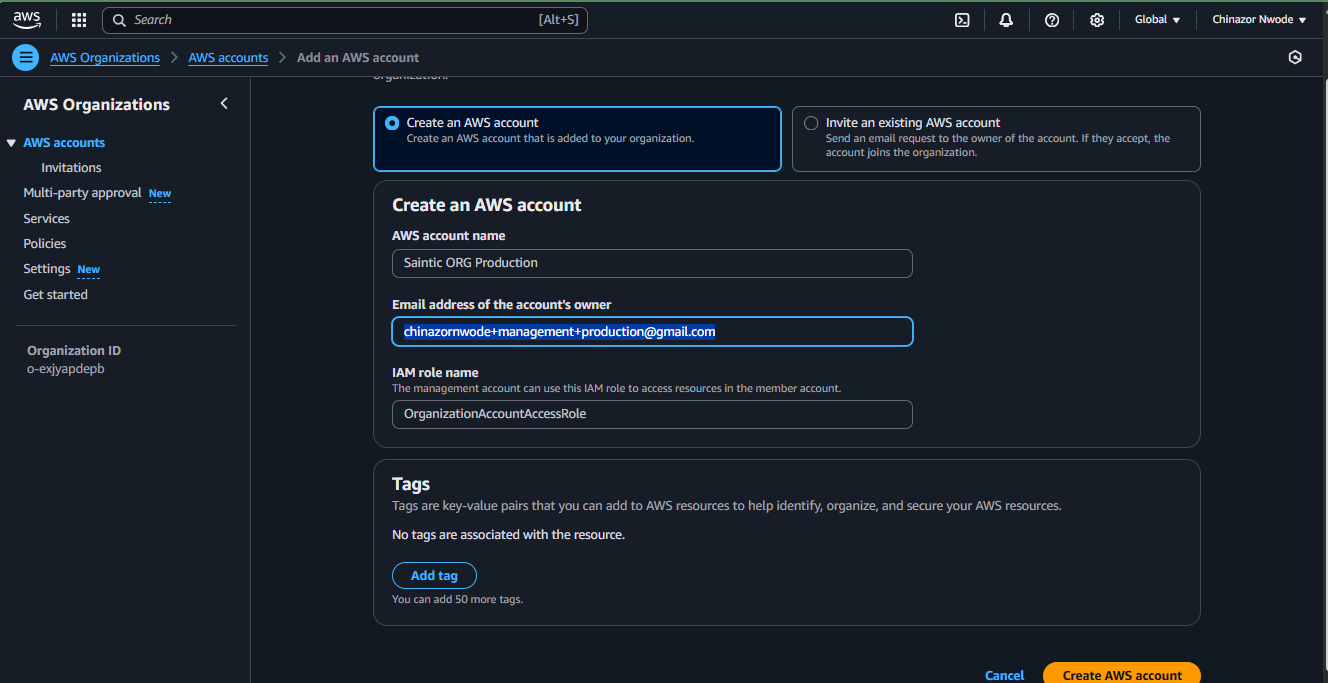 aws
Search [Alt+S]
Global
Chinazor Nwode
AWS Organizations
AWS accounts
Add an AWS account
AWS Organizations
AWS accounts
Invitations
Multi-party approval New
Services
Policies
Settings New
Get started
Organization ID
o-exjyapdepb
organization.
Create an AWS account
Create an AWS account that is added to your organization.
Invite an existing AWS account
Send an email request to the owner of the account. If they accept, the
account joins the organization.
Create an AWS account
AWS account name
Saintic ORG Production
Email address of the account's owner
chinazornwode+management+production@gmail.com
IAM role name
The management account can use this IAM role to access resources in the member account.
OrganizationAccountAccessRole
Tags
Tags are key-value pairs that you can add to AWS resources to help identify, organize, and secure your AWS resources.
No tags are associated with the resource.
Add tag
You can add 50 more tags.
Cancel
Create AWS account